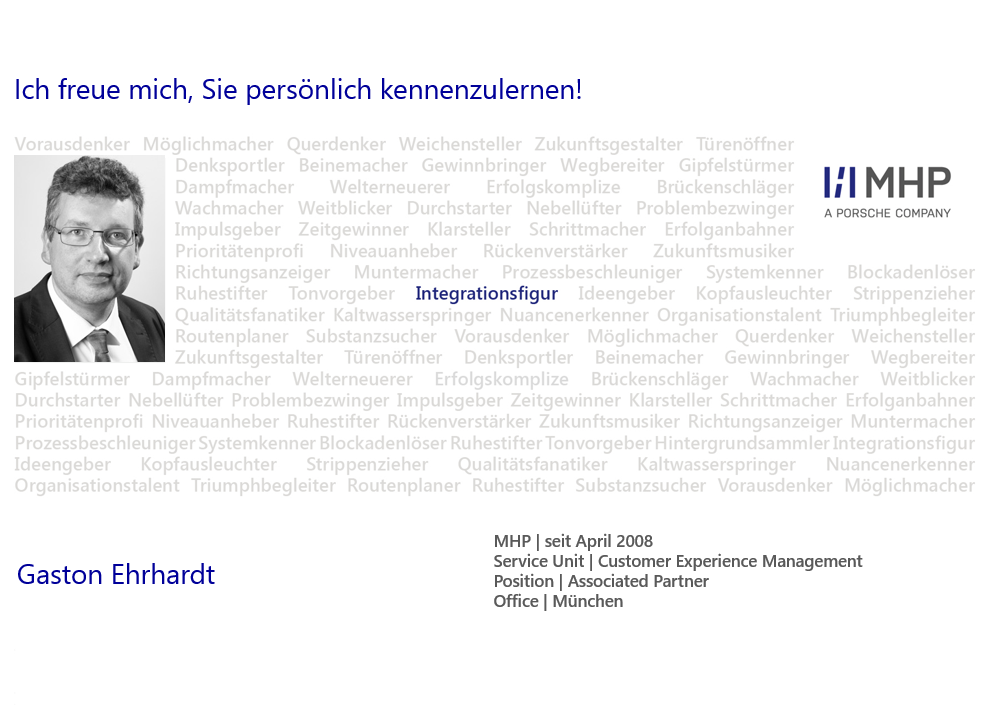 Ich freue mich, Sie persönlich kennenzulernen!
Vorausdenker Möglichmacher Querdenker Weichensteller Zukunftsgestalter Türenöffner
Denksportler Beinemacher Gewinnbringer Wegbereiter Gipfelstürmer
Dampfmacher Welterneuerer Erfolgskomplize Brückenschläger
Wachmacher Weitblicker Durchstarter Nebellüfter Problembezwinger
Impulsgeber Zeitgewinner Klarsteller Schrittmacher Erfolganbahner
Prioritätenprofi Niveauanheber Rückenverstärker Zukunftsmusiker
MHP
A PORSCHE COMPANY
Richtungsanzeiger Muntermacher Prozessbeschleuniger Systemkenner Blockadenlöser
Ruhestifter Tonvorgeber Integrationsfigur Ideengeber Kopfausleuchter Strippenzieher
Qualitätsfanatiker Kaltwasserspringer Nuancenerkenner Organisationstalent Triumphbegleiter
Routenplaner Substanzsucher Vorausdenker Möglichmacher Querdenker Weichensteller
Zukunftsgestalter Türenöffner Denksportler Beinemacher Gewinnbringer Wegbereiter
Gipfelstürmer Dampfmacher Welterneuerer Erfolgskomplize Brückenschläger Wachmacher Weitblicker
Durchstarter Nebellüfter Problembezwinger Impulsgeber Zeitgewinner Klarsteller Schrittmacher Erfolganbahner
Prioritätenprofi Niveauanheber Ruhestifter Rückenverstärker Zukunftsmusiker Richtungsanzeiger Muntermacher
Prozessbeschleuniger Systemkenner Blockadenlöser Ruhestifter Tonvorgeber Hintergrundsammler Integrationsfigur
Ideengeber Kopfausleuchter Strippenzieher Qualitätsfanatiker Kaltwasserspringer Nuancenerkenner
Organisationstalent Triumphbegleiter Routenplaner Ruhestifter Substanzsucher Vorausdenker Möglichmacher
Gaston Ehrhardt
MHP | seit April 2008
Service Unit | Customer Experience Management
Position | Associated Partner
Office | München